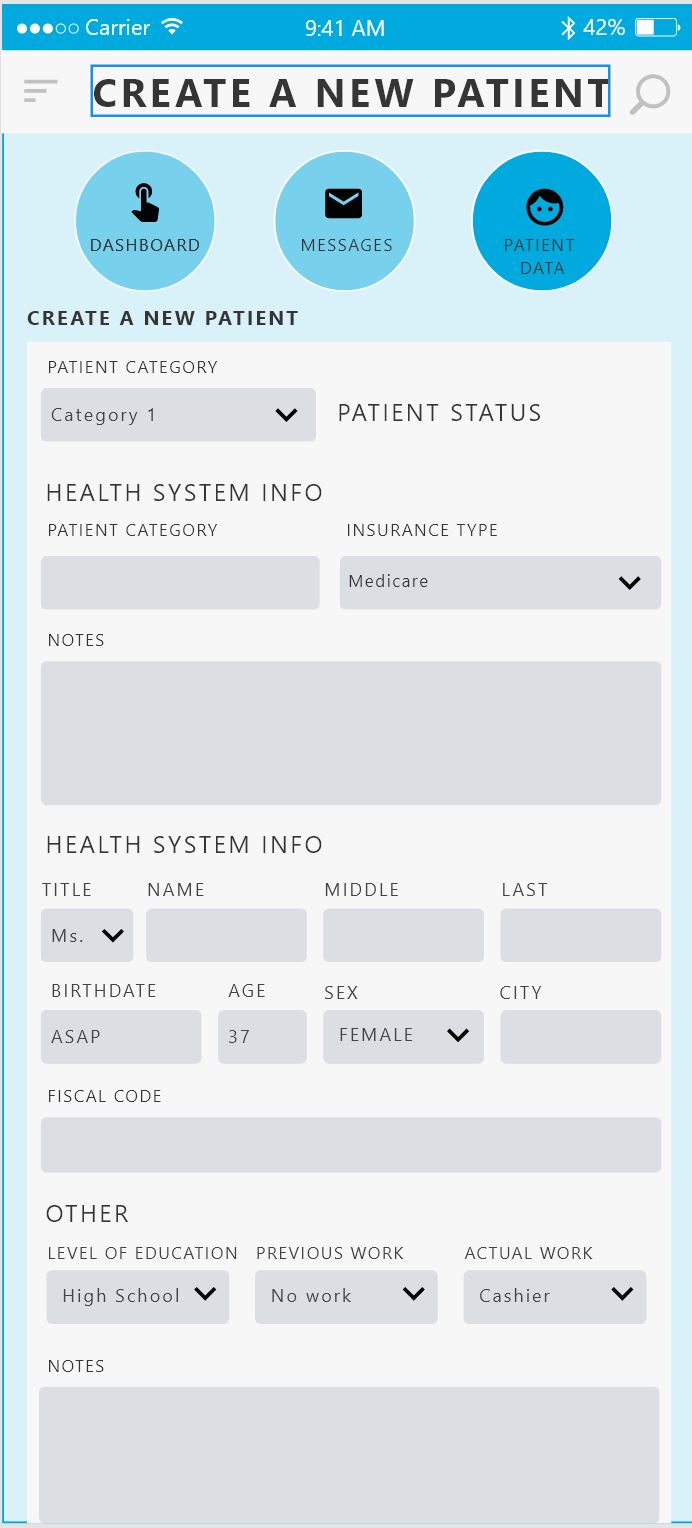 Carrier 9:41 AM 42%
CREATE A NEW PATIENT
DASHBOARD MESSAGES PATIENT
DATA
CREATE A NEW PATIENT
PATIENT CATEGORY
Category 1 PATIENT STATUS
HEALTH SYSTEM INFO
PATIENT CATEGORY INSURANCE TYPE
Medicare
NOTES
HEALTH SYSTEM INFO
TITLE NAME MIDDLE LAST
Ms.
BIRTHDATE AGE SEX CITY
ASAP 37 FEMALE
FISCAL CODE
OTHER
LEVEL OF EDUCATION PREVIOUS WORK ACTUAL WORK
High School No work Cashier
NOTES